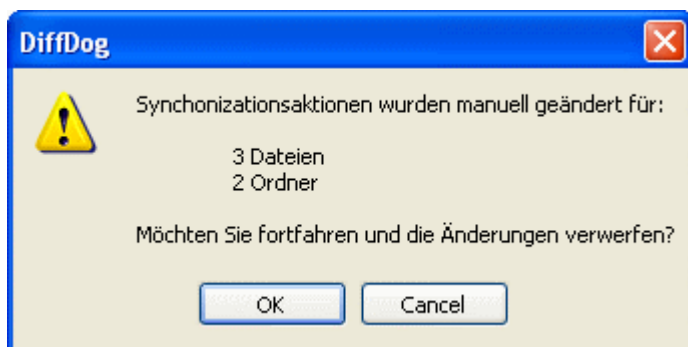 DiffDog
Synchonizationsaktionen wurden manuell geändert für:
3 Dateien
2 Ordner
Möchten Sie fortfahren und die Änderungen verwerfen?
OK
Cancel